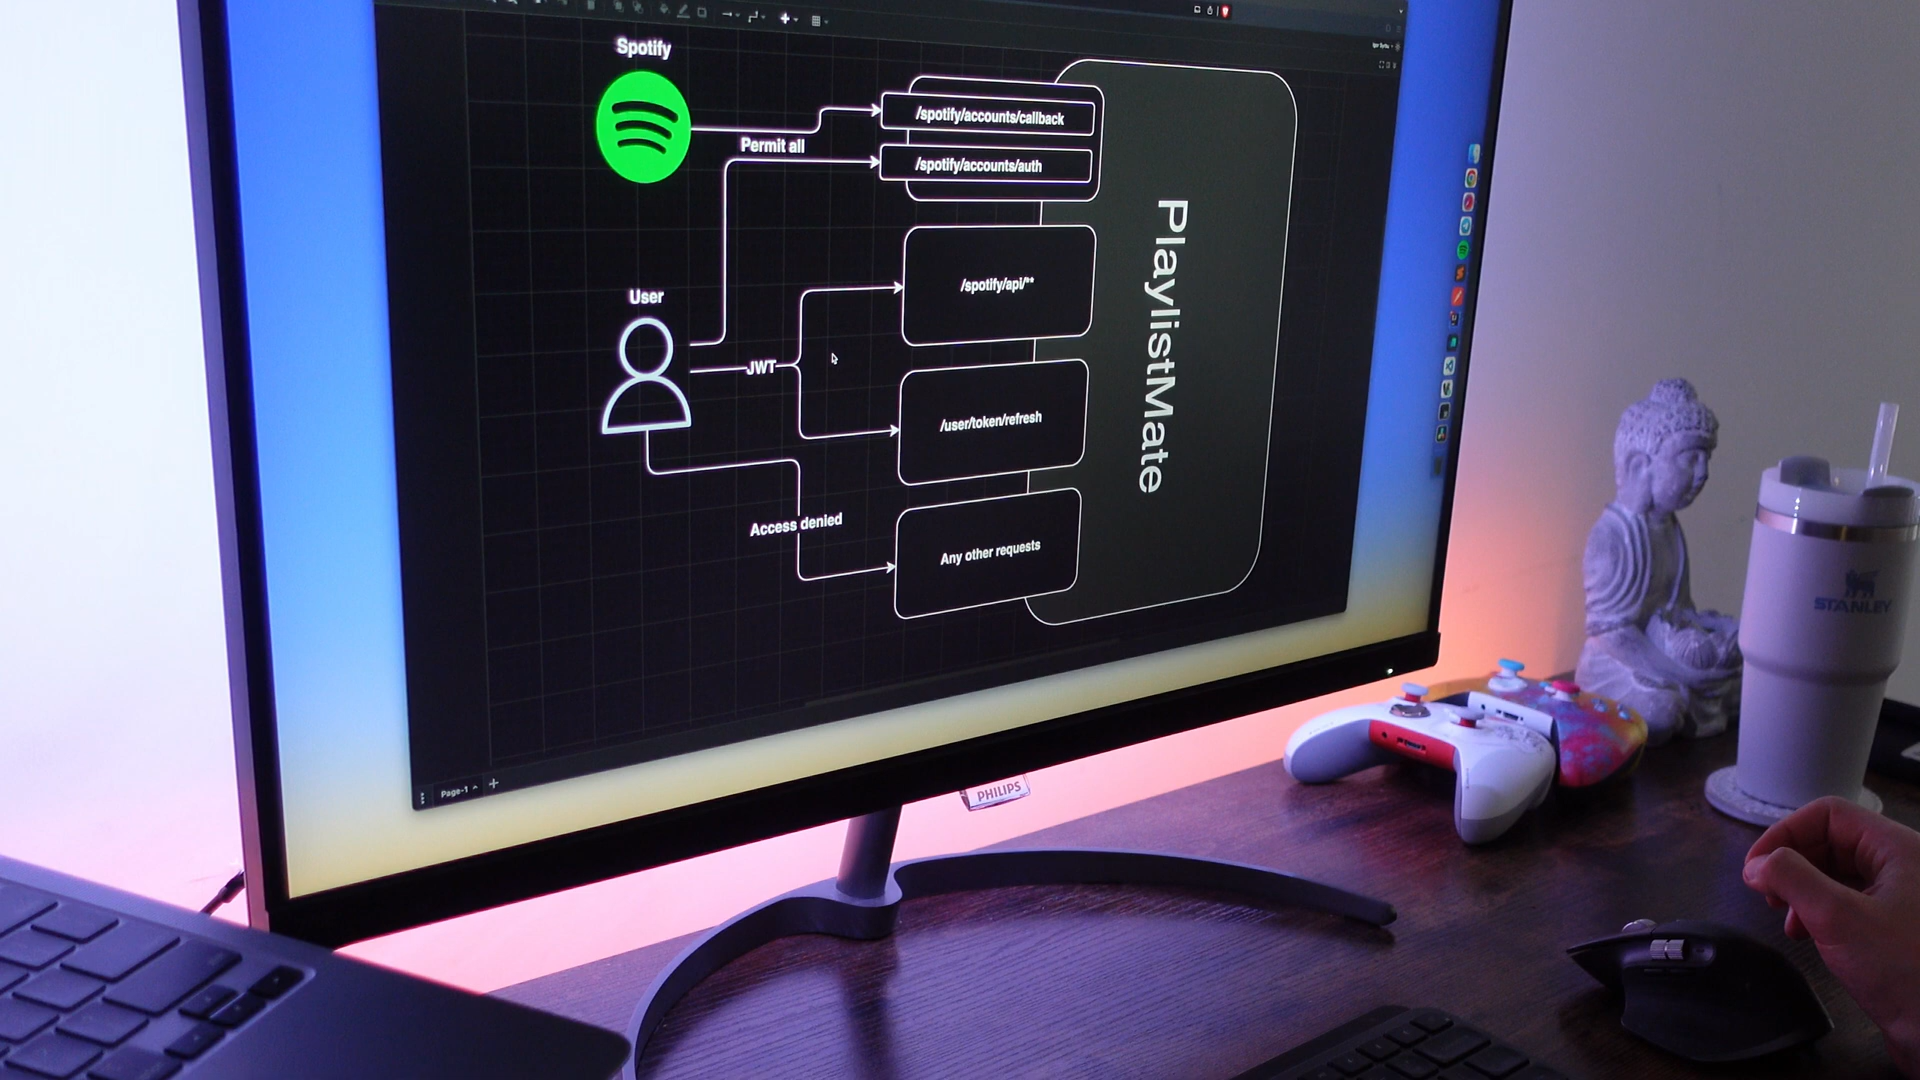 Spotify
/spotify/accounts/callback
Permit all
/spotify/accounts/auth
User
/spotify/api/**
JWT
/user/token/refresh
Access denied
Any other requests
PlaylistMate
Page-1
PHILIPS
STANLEY